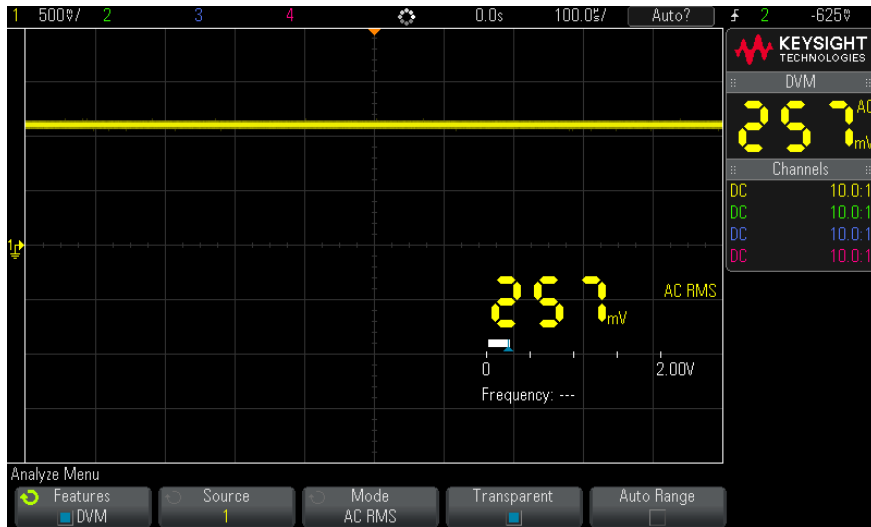 1 500mV/ 2 3 4 0.0s 100.0us/ Auto? 2 -625mV
KEYSIGHT
TECHNOLOGIES
DVM
257 AC
mV
Channels
DC 10.0:1
DC 10.0:1
DC 10.0:1
DC 10.0:1
1
257 mV AC RMS
0 2.00V
Frequency: ---
Analyze Menu
Features Source Mode Transparent Auto Range
DVM 1 AC RMS